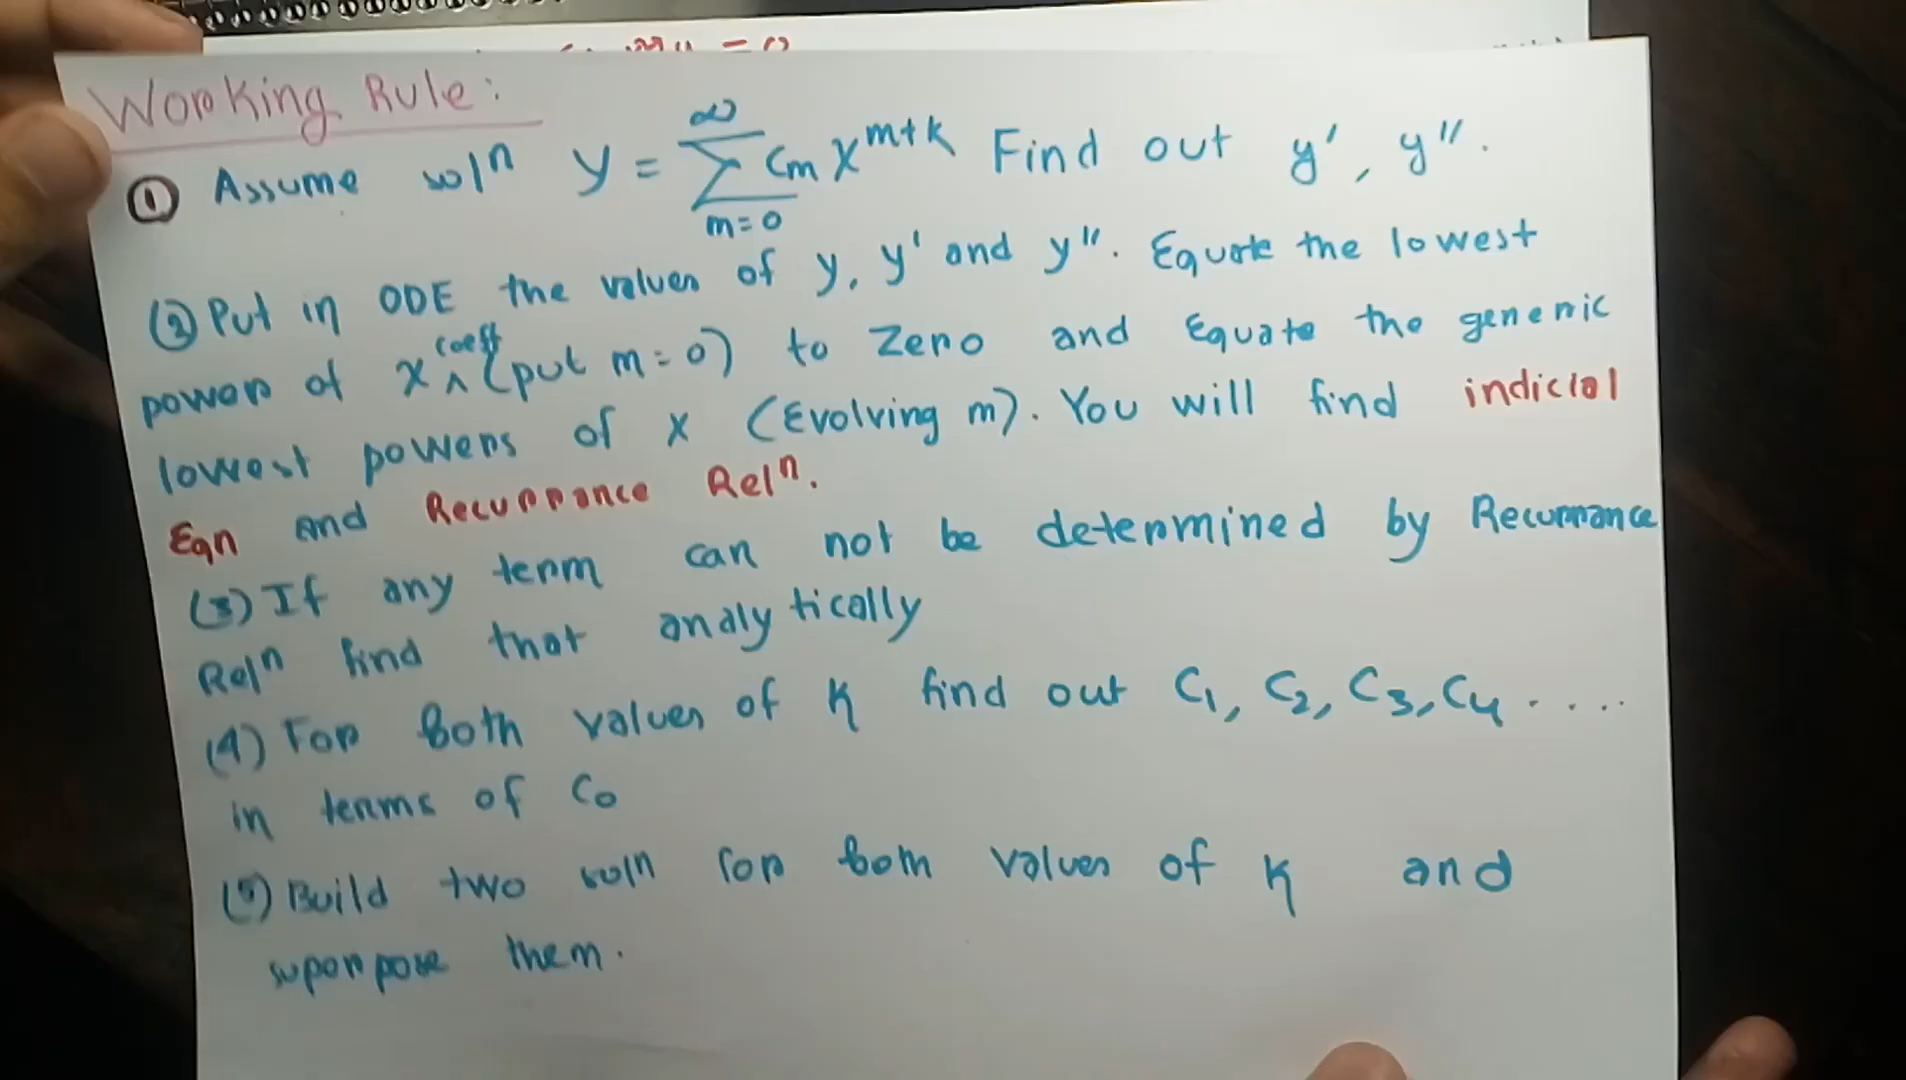 Working Rule:
① Assume solⁿ y = ∞∑m=0 Cm x^m+k Find out y', y''.
(2) Put in ODE the values of y, y' and y''. Equate the lowest
power of x ^coeff (put m=0) to Zero and Equate the generic
lowest powers of x (Evolving m). You will find indicial
Eqn and Recurrance Relⁿ.
(3) If any term can not be determined by Recurrance
Relⁿ find that analytically
(4) For Both values of K find out C₁, C₂, C₃, C₄ ......
in terms of C₀
(5) Build two solⁿ for both values of K and
superpose them.